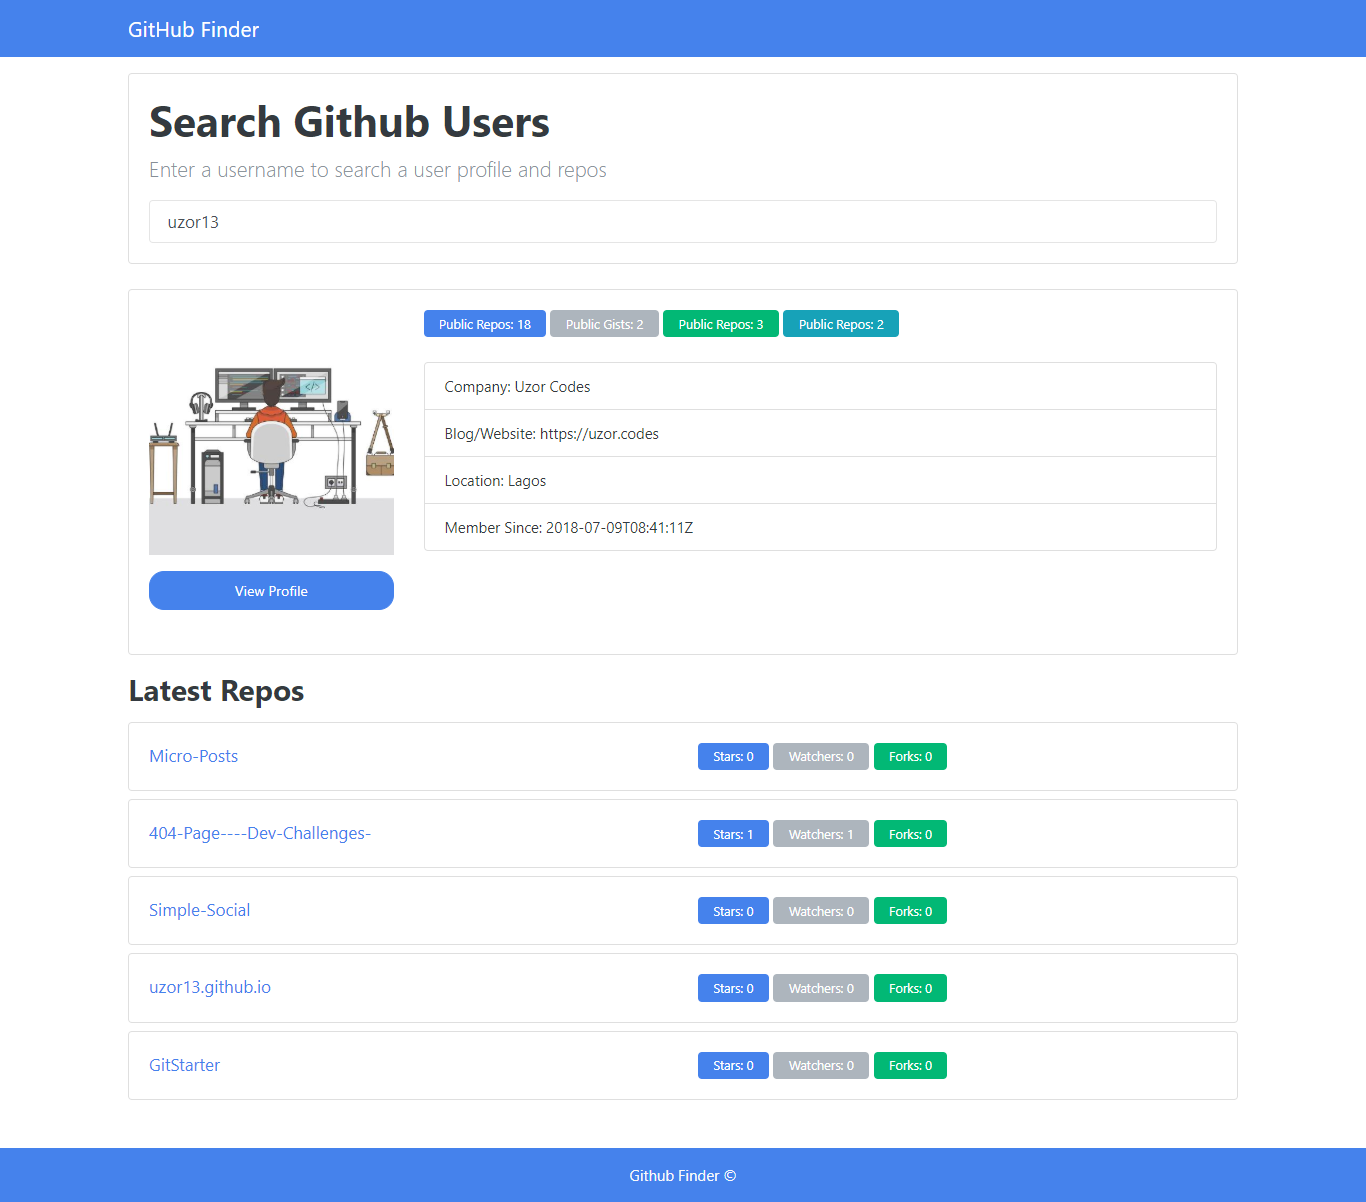 GitHub Finder
Search Github Users
Enter a username to search a user profile and repos
uzor13
Public Repos: 18 Public Gists: 2 Public Repos: 3 Public Repos: 2
</>
Company: Uzor Codes
Blog/Website: https://uzor.codes
Location: Lagos
Member Since: 2018-07-09T08:41:11Z
View Profile
Latest Repos
Micro-Posts Stars: 0 Watchers: 0 Forks: 0
404-Page----Dev-Challenges- Stars: 1 Watchers: 1 Forks: 0
Simple-Social Stars: 0 Watchers: 0 Forks: 0
uzor13.github.io Stars: 0 Watchers: 0 Forks: 0
GitStarter Stars: 0 Watchers: 0 Forks: 0
Github Finder ©